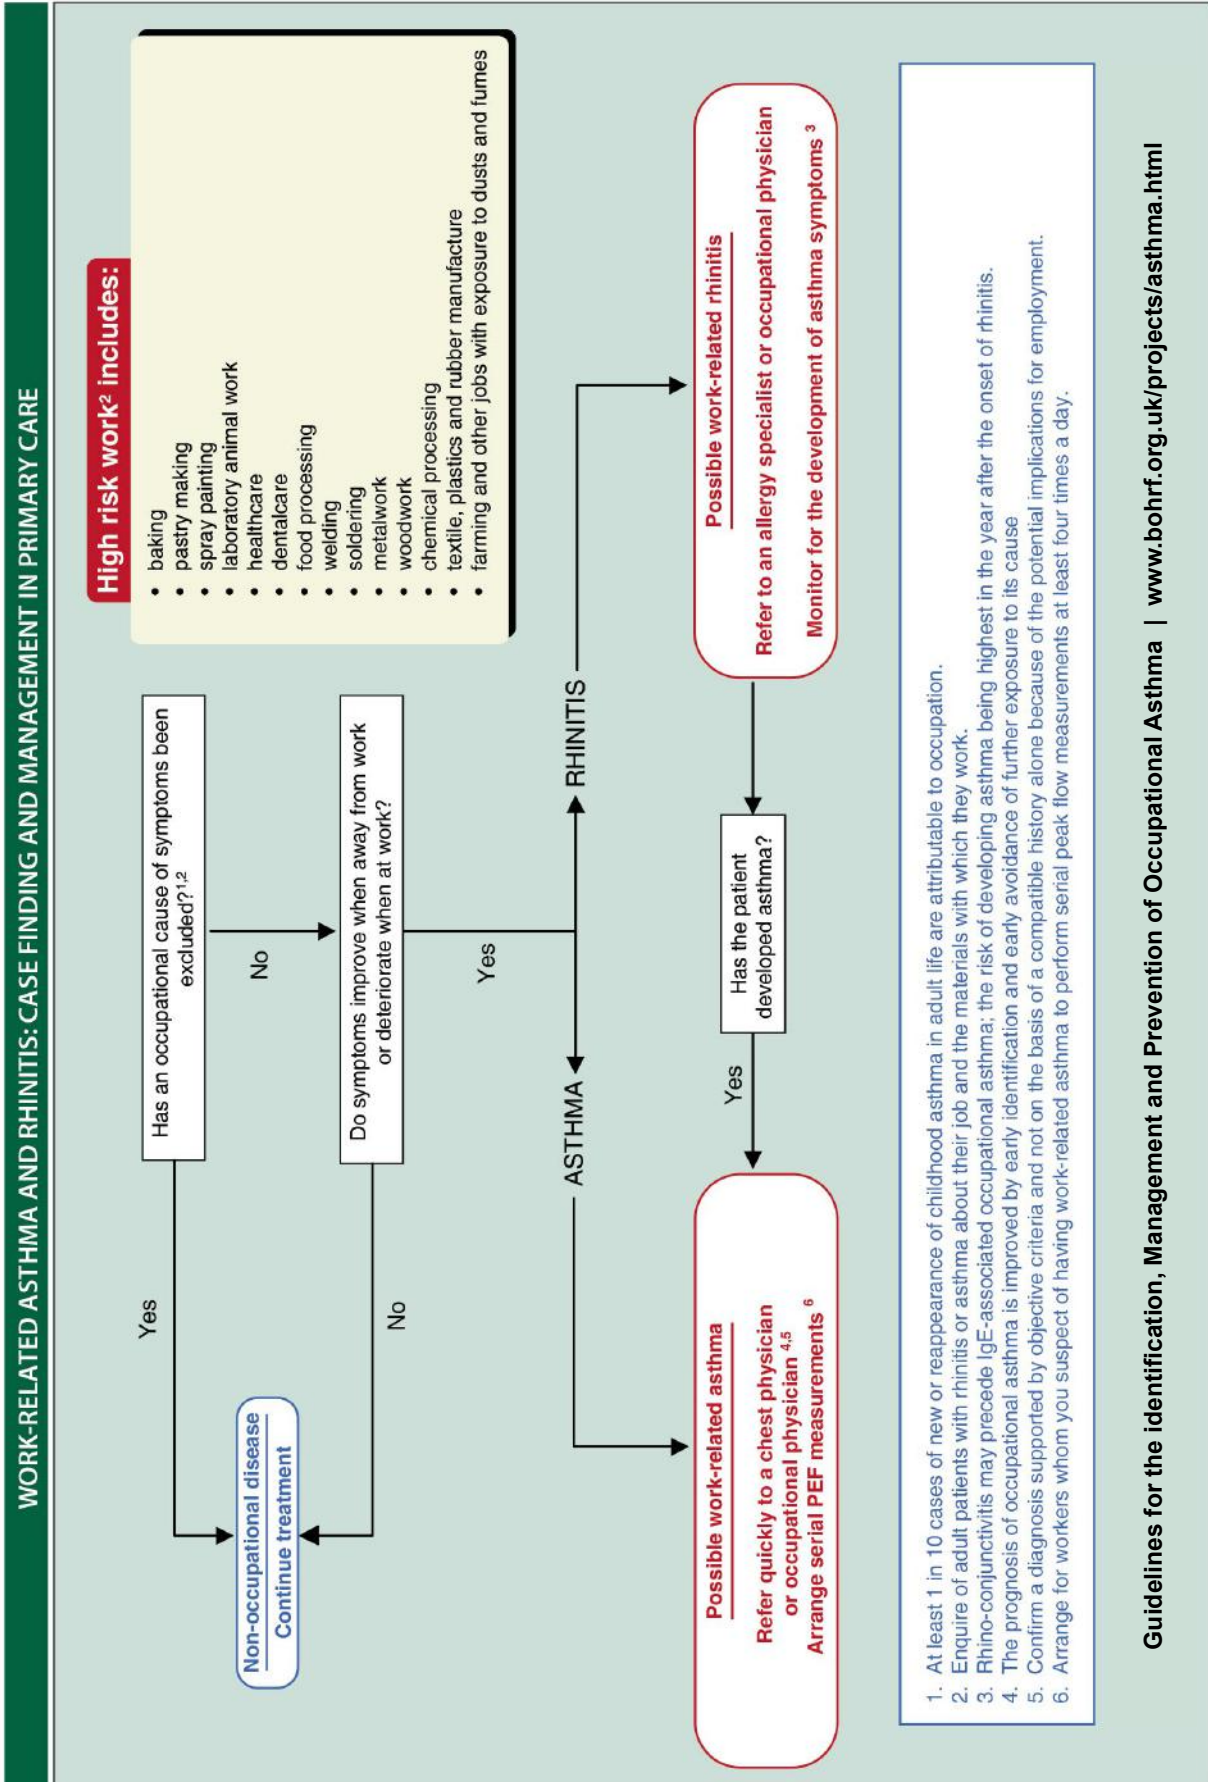 WORK-RELATED ASTHMA AND RHINITIS: CASE FINDING AND MANAGEMENT IN PRIMARY CARE
Has an occupational cause of symptoms been
excluded?1,2
Yes
No
Non-occupational disease
Continue treatment
Do symptoms improve when away from work
or deteriorate when at work?
No
Yes
High risk work² includes:
• baking
• pastry making
• spray painting
• laboratory animal work
• healthcare
• dentalcare
• food processing
• welding
• soldering
• metalwork
• woodwork
• chemical processing
• textile, plastics and rubber manufacture
• farming and other jobs with exposure to dusts and fumes
ASTHMA
RHINITIS
Possible work-related asthma
Refer quickly to a chest physician
or occupational physician 4,5
Arrange serial PEF measurements 6
Yes
Has the patient
developed asthma?
Possible work-related rhinitis
Refer to an allergy specialist or occupational physician
Monitor for the development of asthma symptoms 3
1. At least 1 in 10 cases of new or reappearance of childhood asthma in adult life are attributable to occupation.
2. Enquire of adult patients with rhinitis or asthma about their job and the materials with which they work.
3. Rhino-conjunctivitis may precede IgE-associated occupational asthma; the risk of developing asthma being highest in the year after the onset of rhinitis.
4. The prognosis of occupational asthma is improved by early identification and early avoidance of further exposure to its cause
5. Confirm a diagnosis supported by objective criteria and not on the basis of a compatible history alone because of the potential implications for employment.
6. Arrange for workers whom you suspect of having work-related asthma to perform serial peak flow measurements at least four times a day.
Guidelines for the identification, Management and Prevention of Occupational Asthma | www.bohrf.org.uk/projects/asthma.html